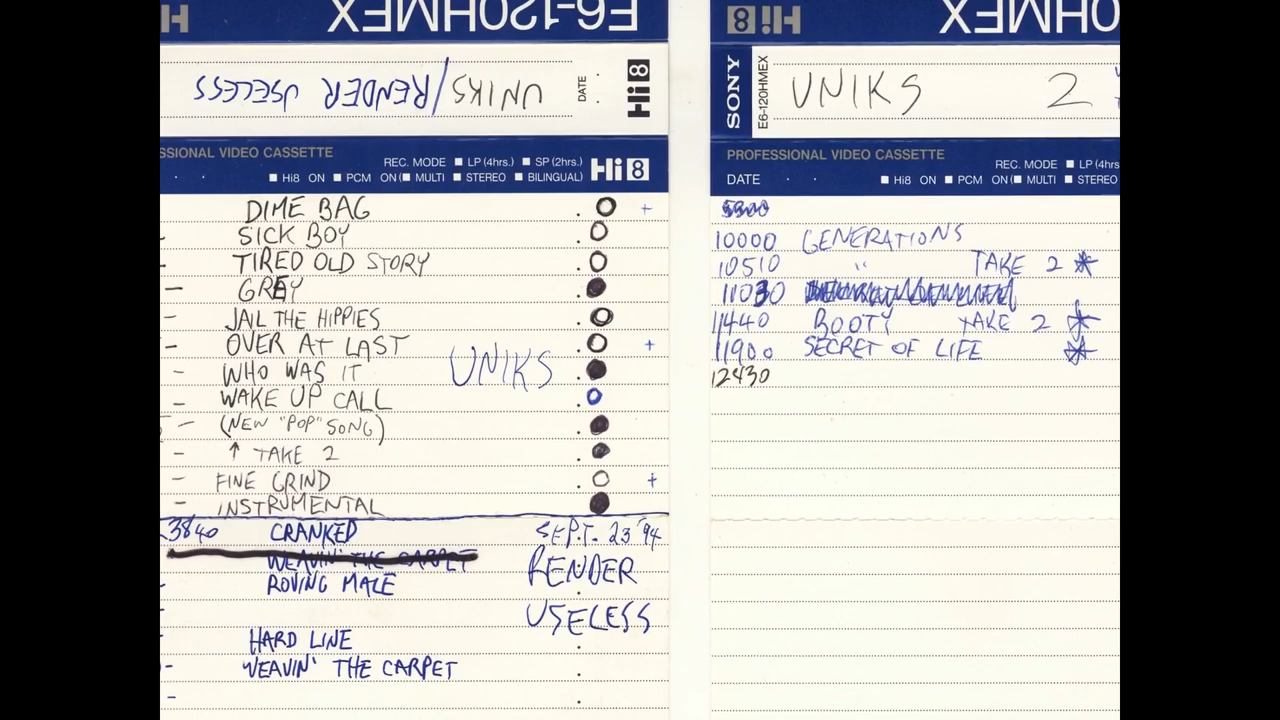 E6-120HMEX
UNIKS/RENDER USELESS
DATE
Hi8
SSIONAL VIDEO CASSETTE
REC. MODE ■ LP (4hrs.) ■ SP (2hrs.) Hi8
■ Hi8 ON ■ PCM ON (■ MULTI ■ STEREO ■ BILINGUAL)
DIME BAG +
SICK BOY
TIRED OLD STORY
GREY
JAIL THE HIPPIES
OVER AT LAST +
WHO WAS IT UNIKS
WAKE UP CALL
(NEW "POP" SONG)
↑ TAKE 2
FINE GRIND +
INSTRUMENTAL
3840 CRANKED SEPT. 23 '94
WEAVIN' THE CARPET RENDER
ROVING MALE
USELESS
HARD LINE
WEAVIN' THE CARPET
Hi8 0HMEX
SONY E6-120HMEX UNIKS 2
PROFESSIONAL VIDEO CASSETTE
REC. MODE ■ LP (4hrs
DATE ■ Hi8 ON ■ PCM ON (■ MULTI ■ STEREO
10000 GENERATIONS
10510 " TAKE 2 *
11030
11440 BOOTY TAKE 2 *
11900 SECRET OF LIFE *
12430